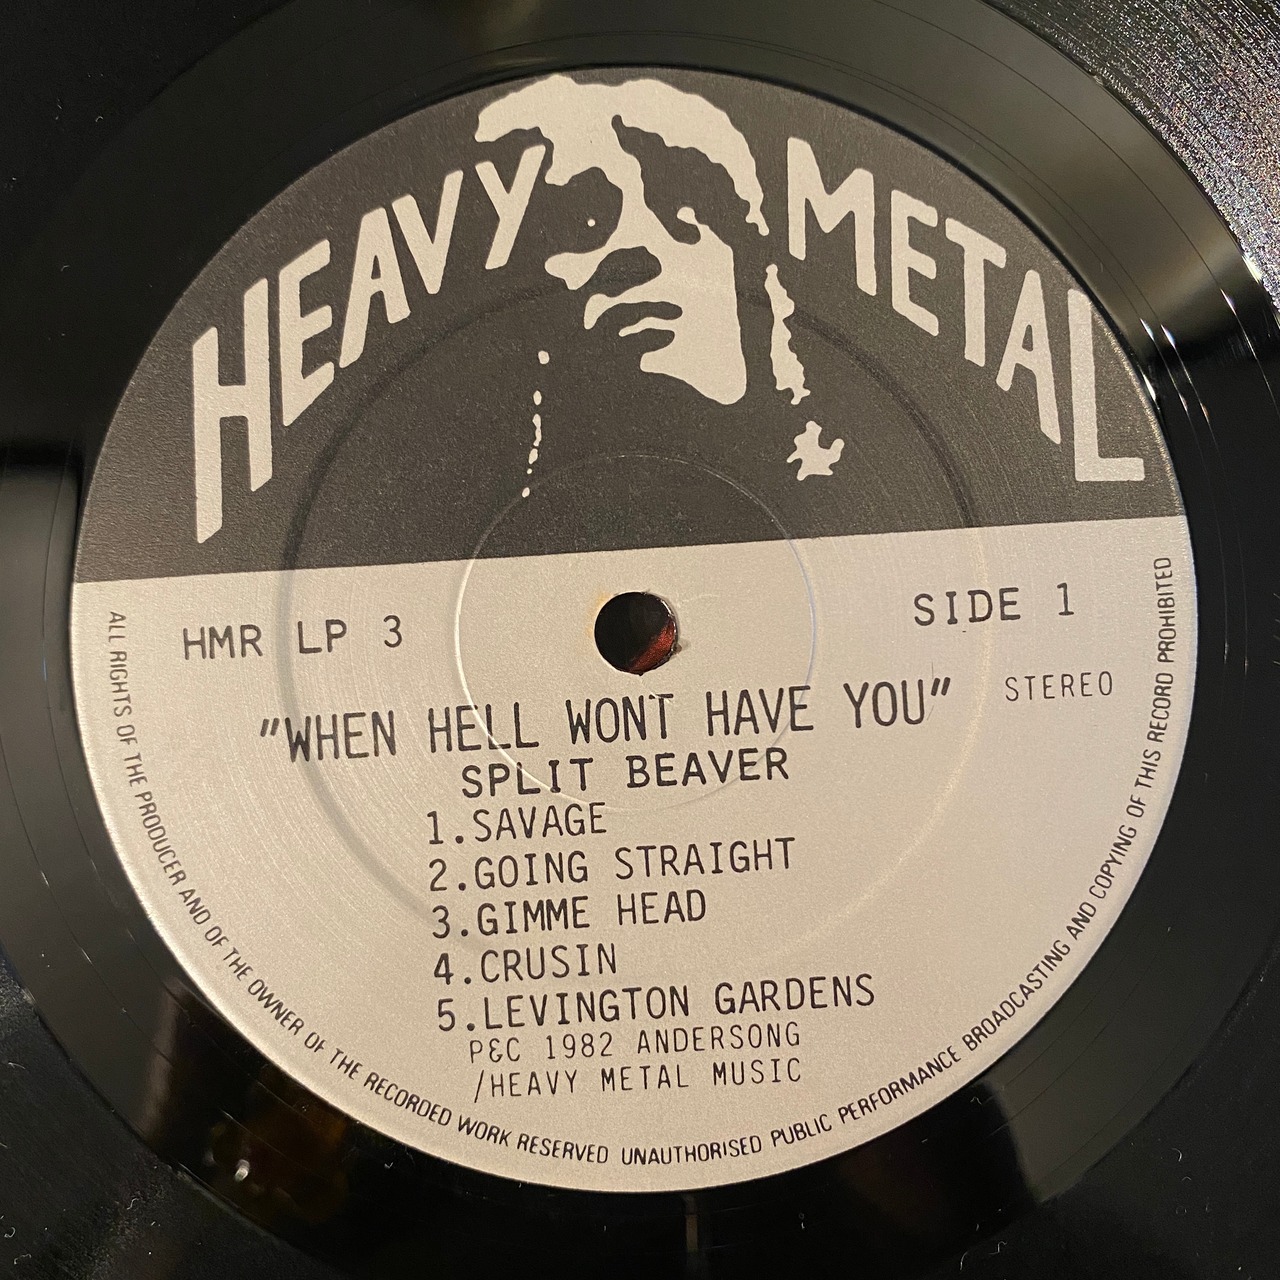 HEAVY METAL
HMR LP 3
SIDE 1
STEREO
"WHEN HELL WONT HAVE YOU"
SPLIT BEAVER
1.SAVAGE
2.GOING STRAIGHT
3.GIMME HEAD
4.CRUSIN
5.LEVINGTON GARDENS
P&C 1982 ANDERSONG
/HEAVY METAL MUSIC
ALL RIGHTS OF THE PRODUCER AND OF THE OWNER OF THE RECORDED WORK RESERVED UNAUTHORISED PUBLIC PERFORMANCE BROADCASTING AND COPYING OF THIS RECORD PROHIBITED